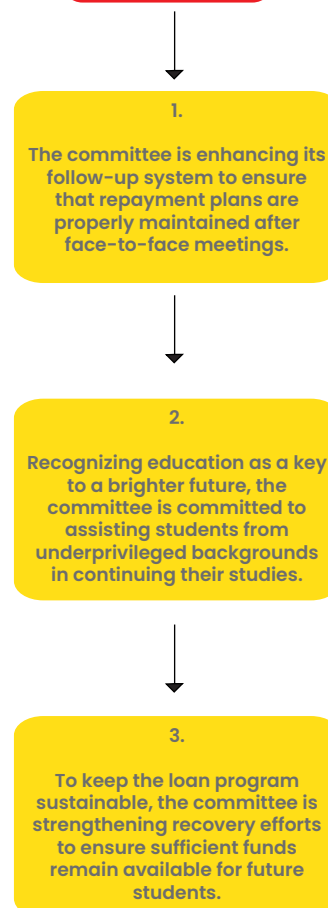 1.
The committee is enhancing its
follow-up system to ensure
that repayment plans are
properly maintained after
face-to-face meetings.
2.
Recognizing education as a key
to a brighter future, the
committee is committed to
assisting students from
underprivileged backgrounds
in continuing their studies.
3.
To keep the loan program
sustainable, the committee is
strengthening recovery efforts
to ensure sufficient funds
remain available for future
students.